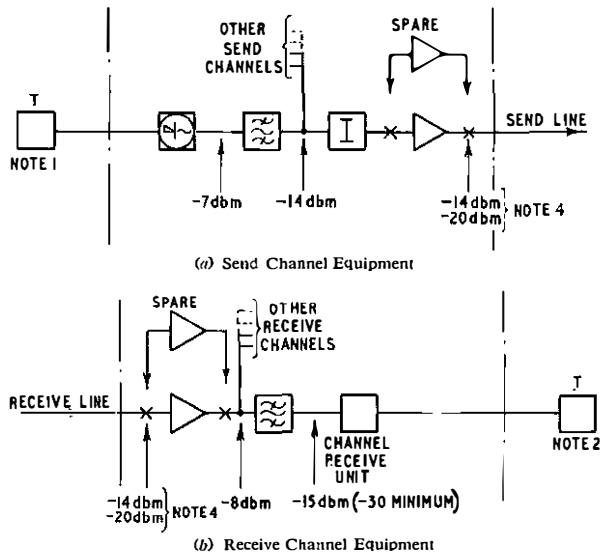 OTHER
SEND
CHANNELS
SPARE
T
I
SEND LINE
NOTE 1
-7dbm
-14dbm
-14dbm
-20dbm
NOTE 4
(a) Send Channel Equipment
SPARE
OTHER
RECEIVE
CHANNELS
RECEIVE LINE
T
NOTE 2
CHANNEL
RECEIVE
UNIT
-14dbm
-20dbm
NOTE 4
-8dbm
-15dbm (-30 MINIMUM)
(b) Receive Channel Equipment